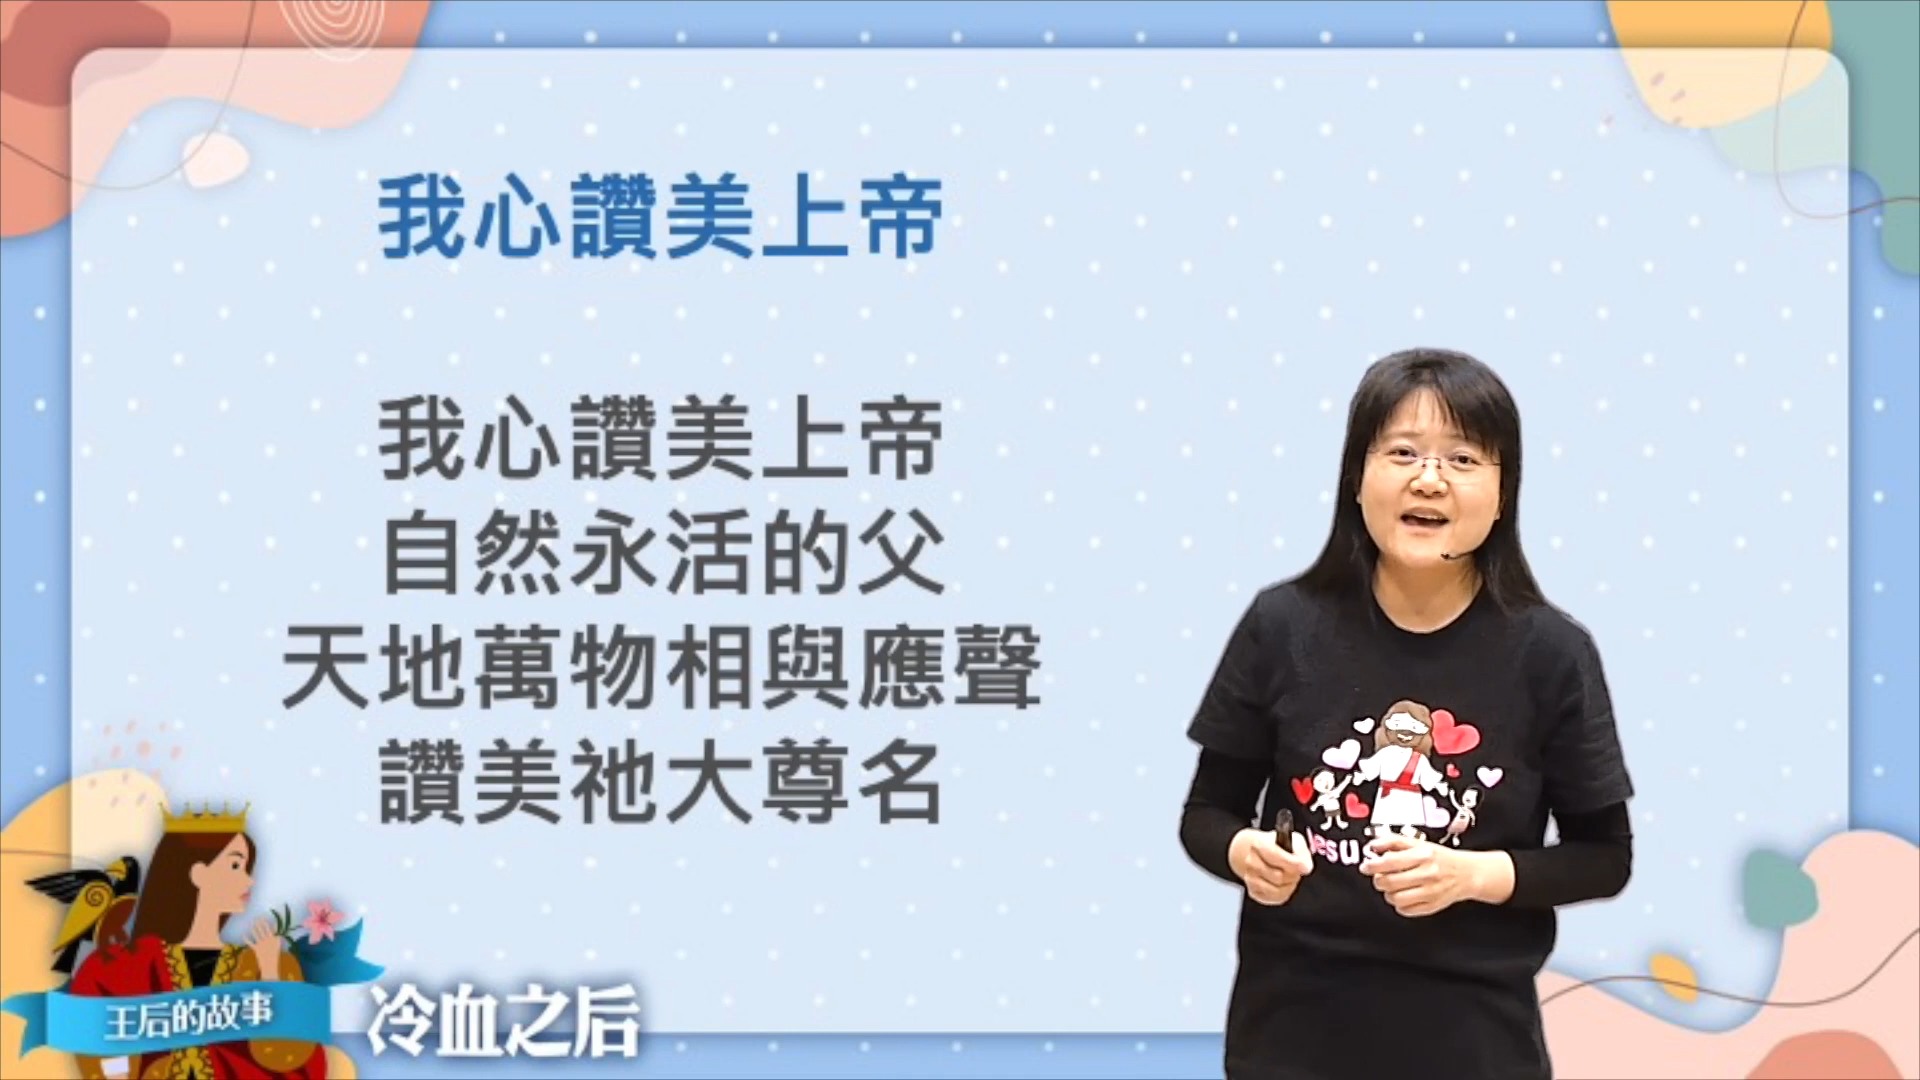 我心讚美上帝
我心讚美上帝
自然永活的父
天地萬物相與應聲
讚美祂大尊名
Jesus
王后的故事
冷血之后